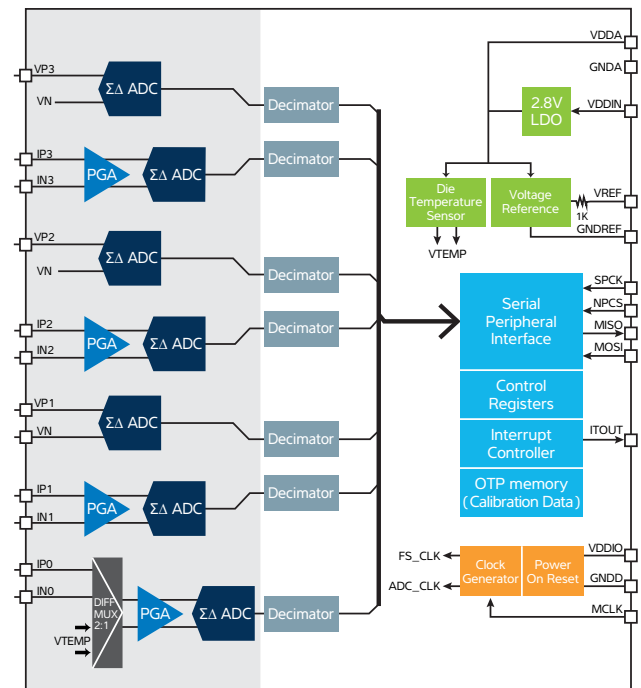 VP3
VN
ΣΔ ADC
Decimator
IP3
IN3
PGA
ΣΔ ADC
Decimator
VP2
VN
ΣΔ ADC
Decimator
IP2
IN2
PGA
ΣΔ ADC
Decimator
VP1
VN
ΣΔ ADC
Decimator
IP1
IN1
PGA
ΣΔ ADC
Decimator
IP0
IN0
VTEMP
DIFF
MUX
2:1
PGA
ΣΔ ADC
Decimator
VDDA
GNDA
2.8V
LDO
VDDIN
Die
Temperature
Sensor
VTEMP
Voltage
Reference
1K
VREF
GNDREF
Serial
Peripheral
Interface
SPCK
NPCS
MISO
MOSI
Control
Registers
Interrupt
Controller
ITOUT
OTP memory
(Calibration Data)
FS_CLK
ADC_CLK
Clock
Generator
Power
On Reset
VDDIO
GNDD
MCLK